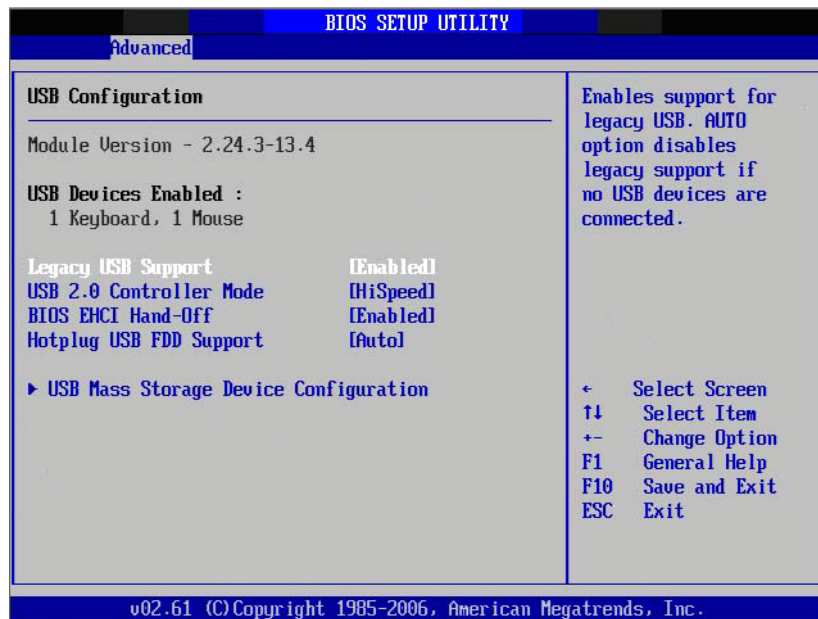 BIOS SETUP UTILITY
Advanced
USB Configuration
Module Version - 2.24.3-13.4
USB Devices Enabled :
1 Keyboard, 1 Mouse
Legacy USB Support [Enabled]
USB 2.0 Controller Mode [HiSpeed]
BIOS EHCI Hand-Off [Enabled]
Hotplug USB FDD Support [Auto]
▶ USB Mass Storage Device Configuration
Enables support for
legacy USB. AUTO
option disables
legacy support if
no USB devices are
connected.
← Select Screen
↑↓ Select Item
+- Change Option
F1 General Help
F10 Save and Exit
ESC Exit
v02.61 (C)Copyright 1985-2006, American Megatrends, Inc.